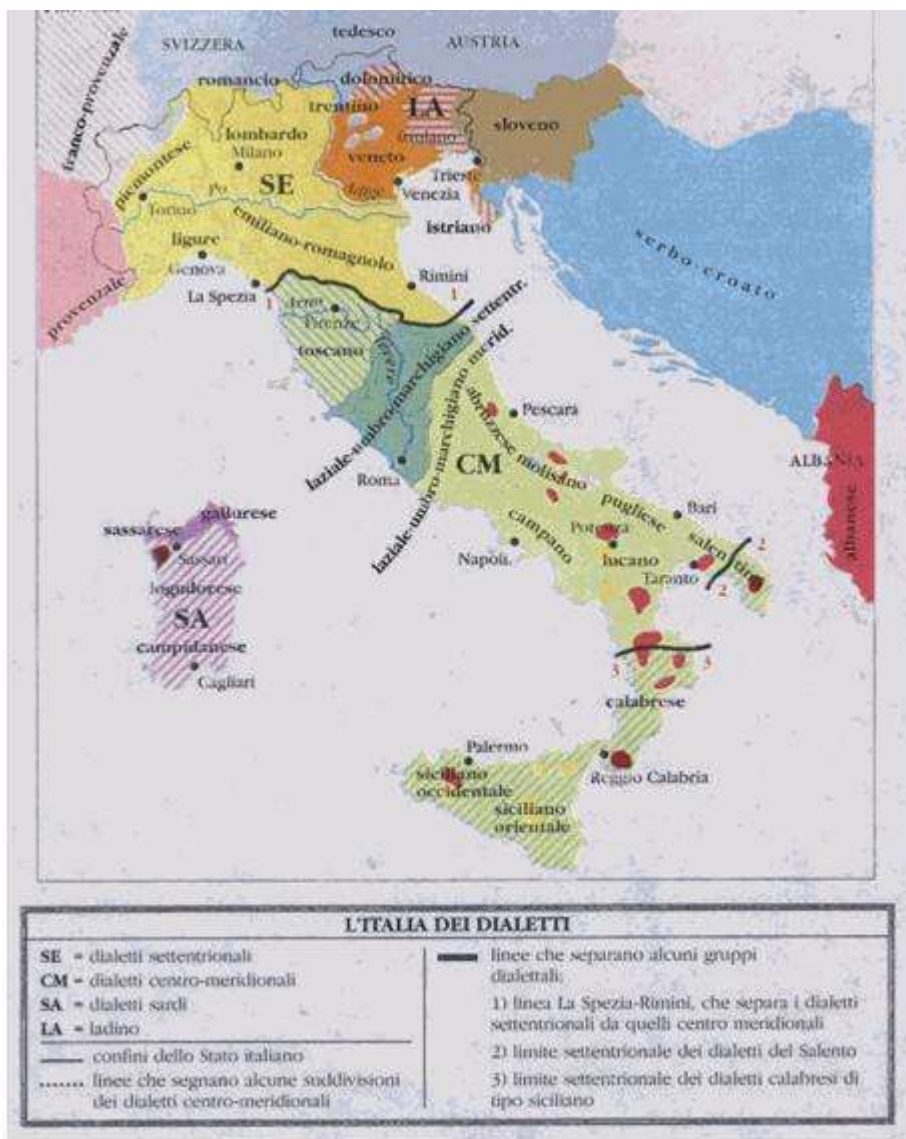 SVIZZERA
tedesco
AUSTRIA
romancio
dolomitico
franco-provenzale
trentino
LA
friulano
sloveno
lombardo
Milano
veneto
piemontese
SE
Po
Adige
Venezia
Trieste
Torino
istriano
emiliano-romagnolo
serbo-croato
ligure
Genova
provenzale
La Spezia
Rimini
1
1
Arno
Firenze
toscano
Tevere
laziale-umbro-marchigiano settentr.
laziale-umbro-marchigiano merid.
abruzzese
molisano
Pescara
CM
Roma
ALBANIA
albanese
pugliese
Bari
campano
Potenza
salentino
2
Napoli
lucano
Taranto
2
gallurese
sassarese
Sassari
logudorese
SA
campidanese
Cagliari
3
3
calabrese
Palermo
siciliano
occidentale
Reggio Calabria
siciliano
orientale
L'ITALIA DEI DIALETTI
SE = dialetti settentrionali
CM = dialetti centro-meridionali
SA = dialetti sardi
LA = ladino
confini dello Stato italiano
linee che segnano alcune suddivisioni
dei dialetti centro-meridionali
linee che separano alcuni gruppi
dialettali:
1) linea La Spezia-Rimini, che separa i dialetti
settentrionali da quelli centro meridionali
2) limite settentrionale dei dialetti del Salento
3) limite settentrionale dei dialetti calabresi di
tipo siciliano